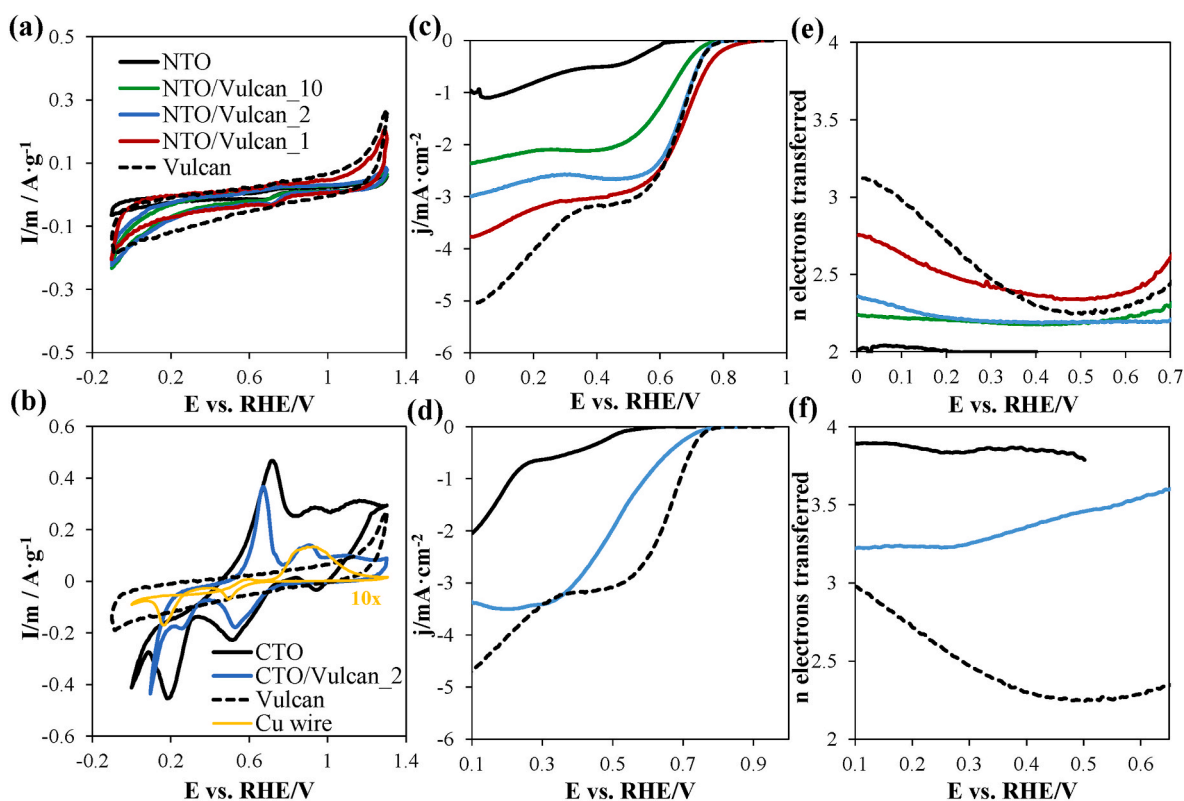 (a)
0.5
0.3
0.1
-0.1
-0.3
-0.5
I/m / A·g⁻¹
NTO
NTO/Vulcan_10
NTO/Vulcan_2
NTO/Vulcan_1
Vulcan
-0.2 0.2 0.6 1 1.4
E vs. RHE/V
(c)
0
-1
-2
-3
-4
-5
-6
j/mA·cm⁻²
0 0.2 0.4 0.6 0.8 1
E vs. RHE/V
(e)
4
3.5
3
2.5
2
n electrons transferred
0 0.1 0.2 0.3 0.4 0.5 0.6 0.7
E vs. RHE/V
(b)
0.6
0.4
0.2
0
-0.2
-0.4
-0.6
I/m / A·g⁻¹
10x
CTO
CTO/Vulcan_2
Vulcan
Cu wire
-0.2 0.2 0.6 1 1.4
E vs. RHE/V
(d)
0
-1
-2
-3
-4
-5
-6
j/mA·cm⁻²
0.1 0.3 0.5 0.7 0.9
E vs. RHE/V
(f)
4
3.5
3
2.5
2
n electrons transferred
0.1 0.2 0.3 0.4 0.5 0.6
E vs. RHE/V